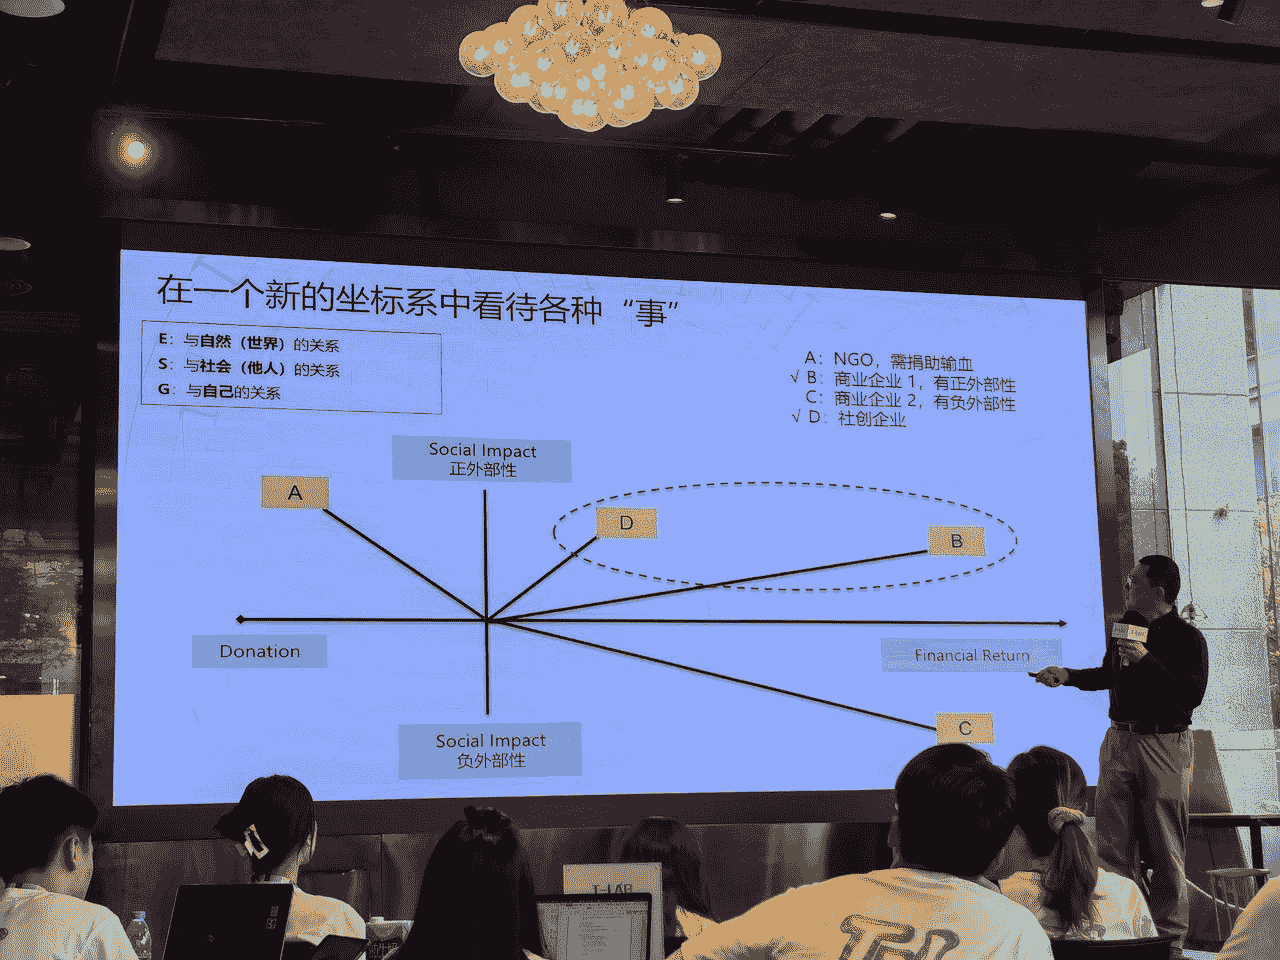 在一个新的坐标系中看待各种“事”
E：与自然（世界）的关系
S：与社会（他人）的关系
G：与自己的关系
A：NGO，需捐助输血
√ B：商业企业 1，有正外部性
C：商业企业 2，有负外部性
√ D：社创企业
Social Impact
正外部性
A
D
B
Donation
Financial Return
Social Impact
负外部性
C
T-LAB